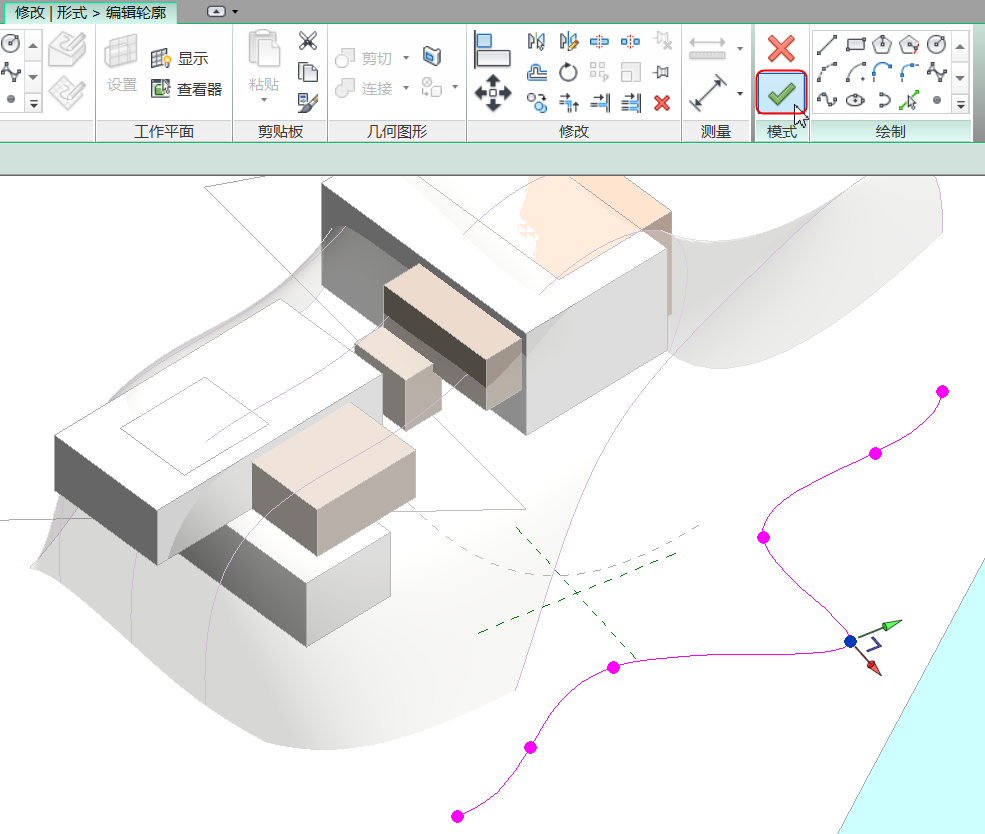 修改 | 形式 > 编辑轮廓
设置
显示
查看器
粘贴
剪切
连接
工作平面
剪贴板
几何图形
修改
测量
模式
绘制